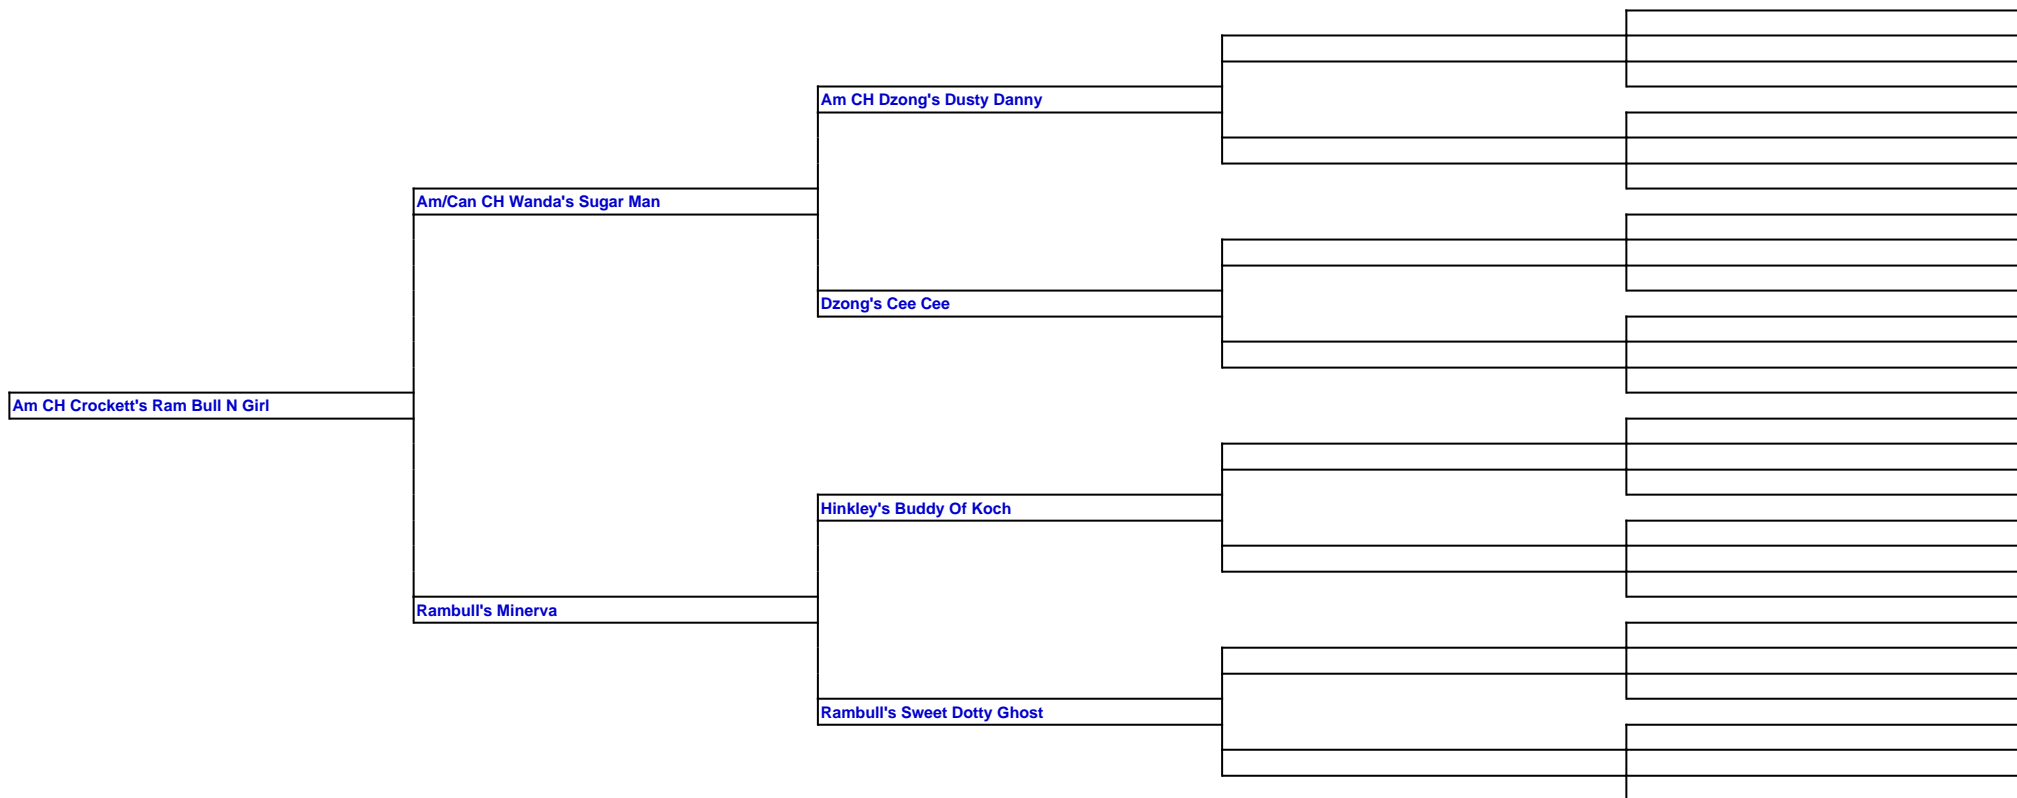 Am CH Dzong's Dusty Danny
Am/Can CH Wanda's Sugar Man
Dzong's Cee Cee
Am CH Crockett's Ram Bull N Girl
Hinkley's Buddy Of Koch
Rambull's Minerva
Rambull's Sweet Dotty Ghost